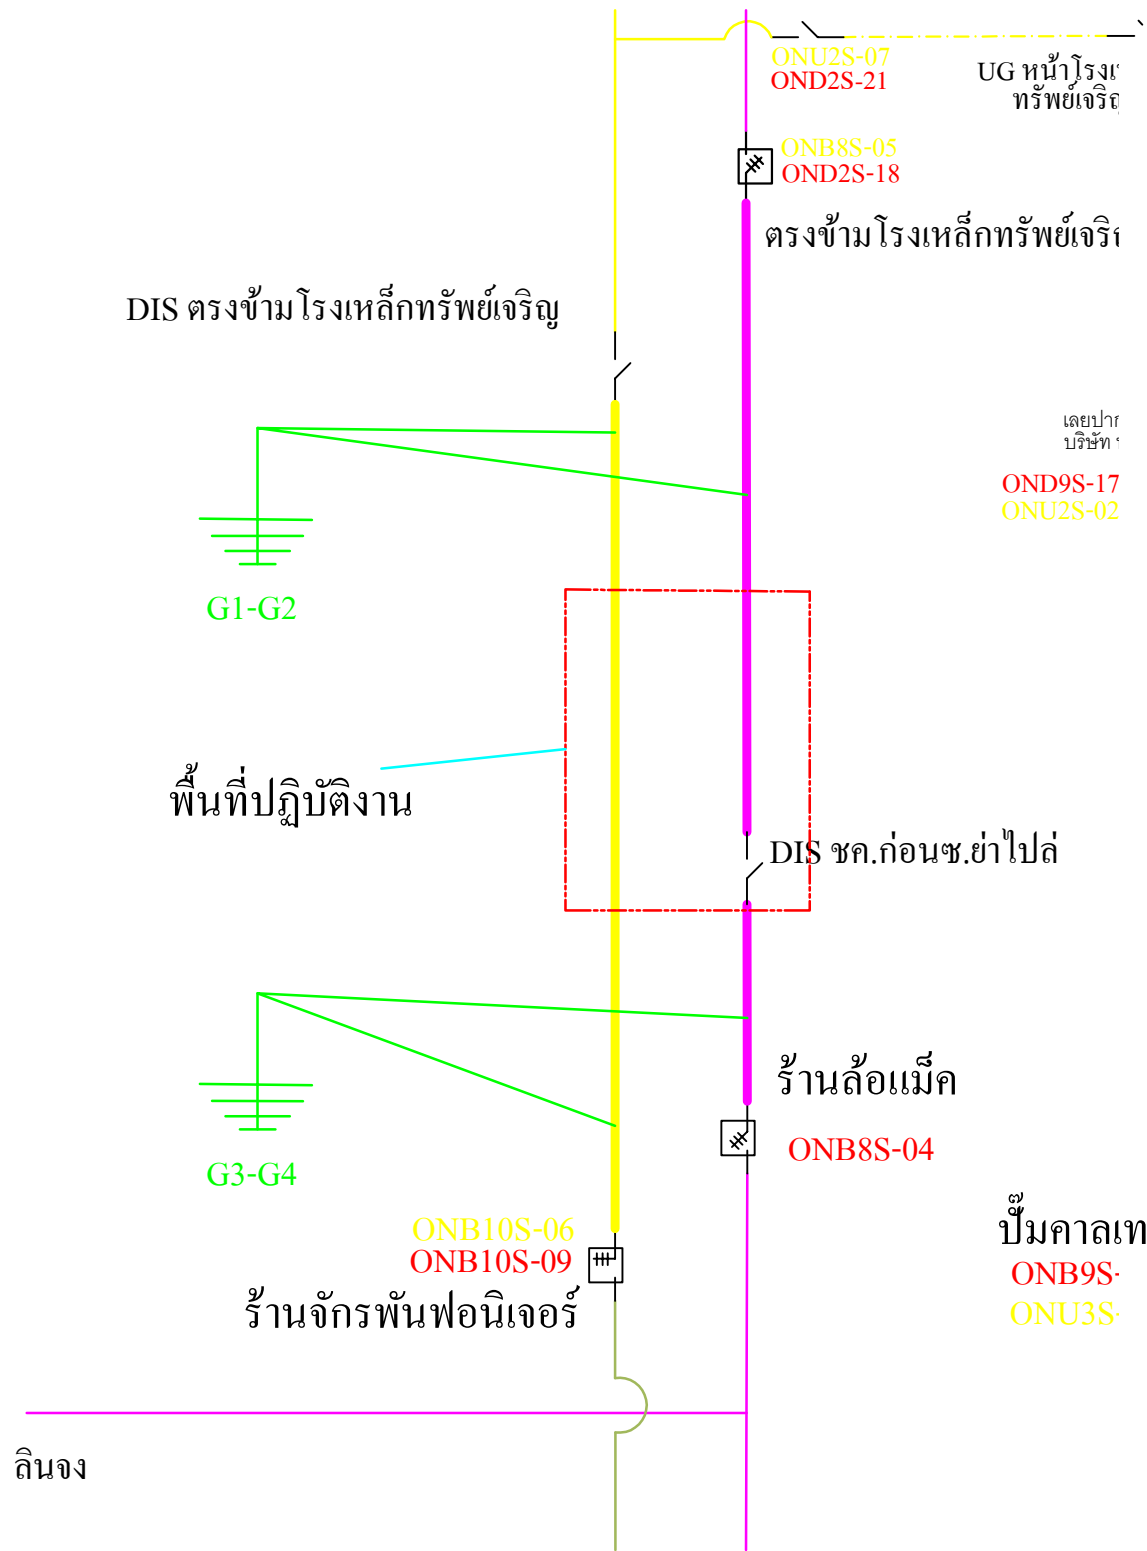 ONU2S-07
OND2S-21
UG หน้าโรงเ
ทรัพย์เจริญ
ONB8S-05
OND2S-18
ตรงข้ามโรงเหล็กทรัพย์เจริญ
DIS ตรงข้ามโรงเหล็กทรัพย์เจริญ
เลยปาก
บริษัท
OND9S-17
ONU2S-02
G1-G2
พื้นที่ปฏิบัติงาน
DIS ชค.ก่อนซ.ย่าไปล่
ร้านล้อแม็ค
ONB8S-04
G3-G4
ONB10S-06
ONB10S-09
ร้านจักรพันฟอนิเจอร์
ปั๊มคาลเท
ONB9S-
ONU3S-
ลินจง